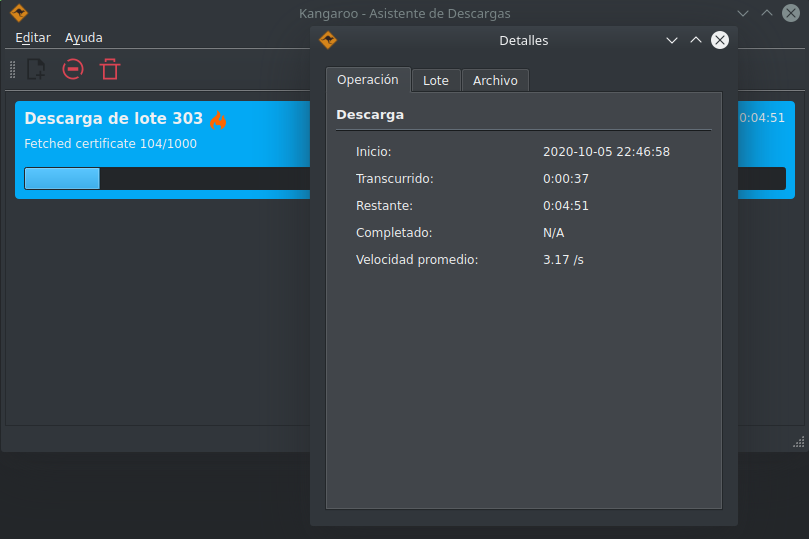 Kangaroo - Asistente de Descargas
Editar Ayuda
Descarga de lote 303
0:04:51
Fetched certificate 104/1000
Detalles
Operación Lote Archivo
Descarga
Inicio: 2020-10-05 22:46:58
Transcurrido: 0:00:37
Restante: 0:04:51
Completado: N/A
Velocidad promedio: 3.17 /s